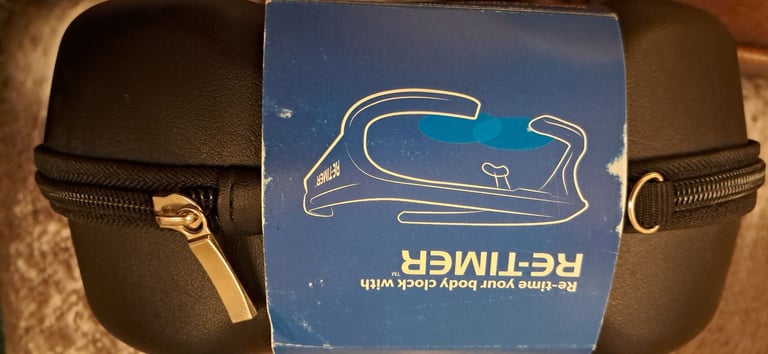 Re-time your body clock with
RE-TIMER™
RE-TIMER